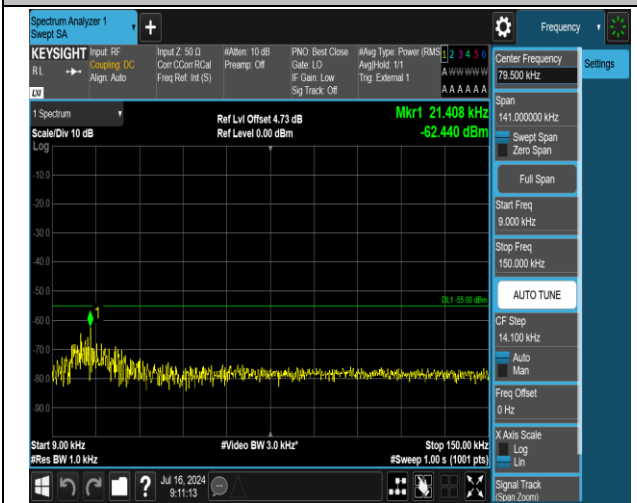 Spectrum Analyzer 1
Swept SA
+
Frequency
KEYSIGHT
RL
LXI
Input: RF
Coupling: DC
Align: Auto
Input Z: 50 Ω
Corr CCorr RCal
Freq Ref: Int (S)
#Atten: 10 dB
Preamp: Off
PNO: Best Close
Gate: LO
IF Gain: Low
Sig Track: Off
#Avg Type: Power (RMS
Avg|Hold: 1/1
Trig: External 1
1 2 3 4 5 6
A W W W W W
A A A A A A
1 Spectrum
Scale/Div 10 dB
Log
Ref Lvl Offset 4.73 dB
Ref Level 0.00 dBm
Mkr1 21.408 kHz
-62.440 dBm
-10.0
-20.0
-30.0
-40.0
-50.0
-60.0
-70.0
-80.0
-90.0
DL1 -55.00 dBm
1
Start 9.00 kHz
#Res BW 1.0 kHz
#Video BW 3.0 kHz*
Stop 150.00 kHz
#Sweep 1.00 s (1001 pts)
Jul 16, 2024
9:11:13
Center Frequency
79.500 kHz
Span
141.000000 kHz
Swept Span
Zero Span
Full Span
Start Freq
9.000 kHz
Stop Freq
150.000 kHz
AUTO TUNE
CF Step
14.100 kHz
Auto
Man
Freq Offset
0 Hz
X Axis Scale
Log
Lin
Signal Track
(Span Zoom)
Settings